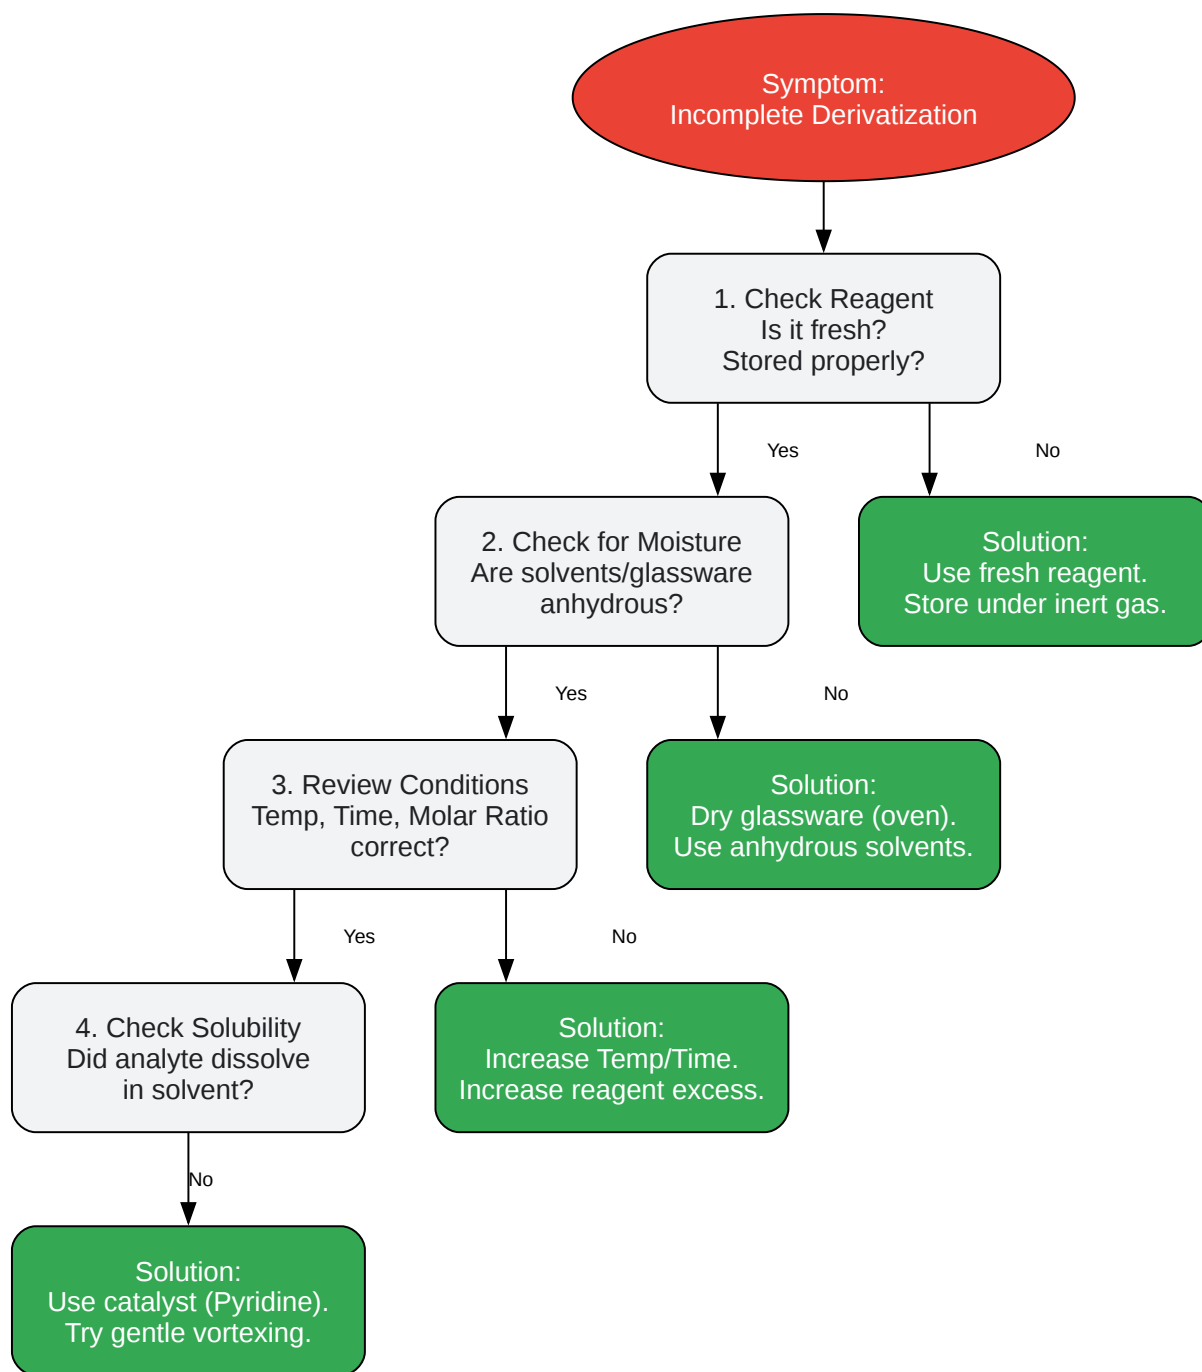 Symptom:
Incomplete Derivatization
1. Check Reagent
Is it fresh?
Stored properly?
Yes
No
2. Check for Moisture
Are solvents/glassware
anhydrous?
Solution:
Use fresh reagent.
Store under inert gas.
Yes
No
3. Review Conditions
Temp, Time, Molar Ratio
correct?
Solution:
Dry glassware (oven).
Use anhydrous solvents.
Yes
No
4. Check Solubility
Did analyte dissolve
in solvent?
Solution:
Increase Temp/Time.
Increase reagent excess.
No
Solution:
Use catalyst (Pyridine).
Try gentle vortexing.